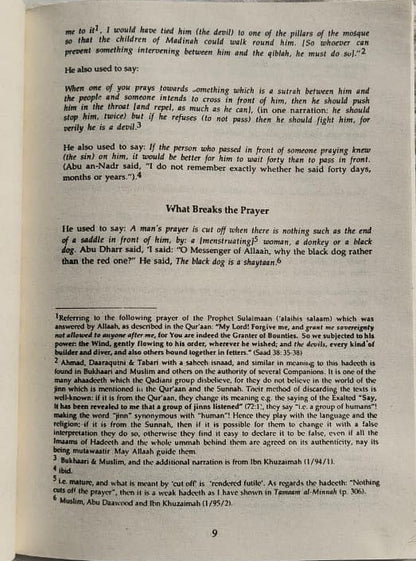 me to it1, I would have tied him (the devil) to one of the pillars of the mosque
so that the children of Madinah could walk round him. [So whoever can
prevent something intervening between him and the qiblah, he must do so]."2
He also used to say:
When one of you prays towards something which is a sutrah between him and
the people and someone intends to cross in front of him, then he should push
him in the throat [and repel, as much as he can], (in one narration: he should
stop him, twice) but if he refuses (to not pass) then he should fight him, for
verily he is a devil.3
He also used to say: If the person who passed in front of someone praying knew
(the sin) on him, it would be better for him to wait forty than to pass in front.
(Abu an-Nadr said, "I do not remember exactly whether he said forty days,
months or years.").4
What Breaks the Prayer
He used to say: A man's prayer is cut off when there is nothing such as the end
of a saddle in front of him, by: a [menstruating]5 woman, a donkey or a black
dog. Abu Dharr said, 'I said: "O Messenger of Allaah, why the black dog rather
than the red one?" He said, The black dog is a shaytaan.6
1Referring to the following prayer of the Prophet Sulaimaan ('alaihis salaam) which was
answered by Allaah, as described in the Qur'aan: "My Lord! Forgive me, and grant me sovereignty
not allowed to anyone after me, for You are indeed the Granter of Bounties. So we subjected to his
power: the Wind, gently flowing to his order, wherever he wished; and the devils, every kind of
builder and diver, and also others bound together in fetters." (Saad 38: 35-38)
2 Ahmad, Daaraqutni & Tabari with a saheeh isnaad, and similar in meaning to this hadeeth is
found in Bukhaari and Muslim and others on the authority of several Companions. It is one of the
many ahaadeeth which the Qadiani group disbelieve, for they do not believe in the world of the
jinn which is mentioned in the Qur'aan and the Sunnah. Their method of discarding the texts is
well-known: if it is from the Qur'aan, they change its meaning e.g. the saying of the Exalted "Say,
It has been revealed to me that a group of jinns listened" (72:1), they say "i.e. a group of humans"!
making the word "jinn" synonymous with "human"! Hence they play with the language and the
religion; if it is from the Sunnah, then if it is possible for them to change it with a false
interpretation they do so, otherwise they find it easy to declare it to be false, even if all the
Imaams of Hadeeth and the whole ummah behind them are agreed on its authenticity, nay its
being mutawaatir May Allaah guide them.
3 Bukhaari & Muslim, and the additional narration is from Ibn Khuzaimah (1/94/1).
4 ibid.
5 i.e. mature, and what is meant by 'cut off' is 'rendered futile'. As regards the hadeeth: "Nothing
cuts off the prayer", then it is a weak hadeeth as I have shown in Tamaam al-Minnah (p. 306).
6 Muslim, Abu Daawood and Ibn Khuzaimah (1/95/2).
9